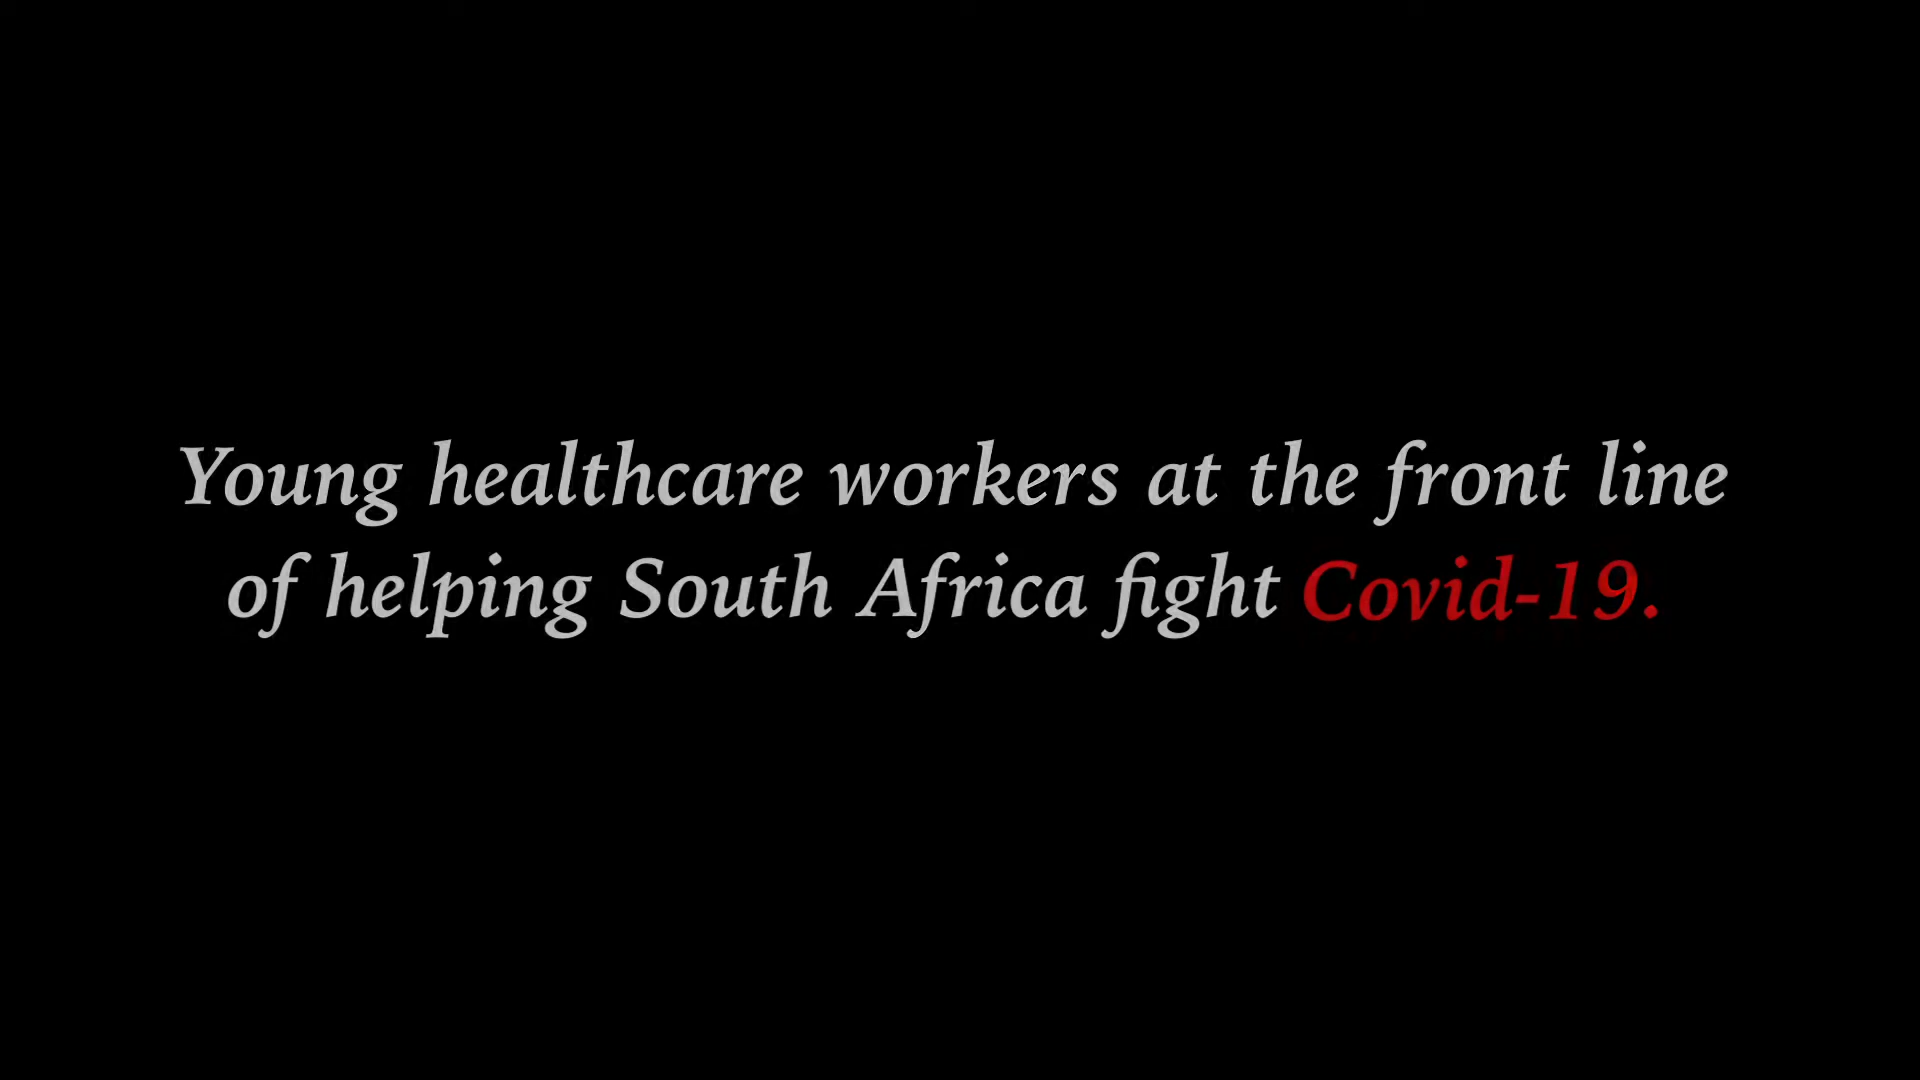 Young healthcare workers at the front line
of helping South Africa fight Covid-19.